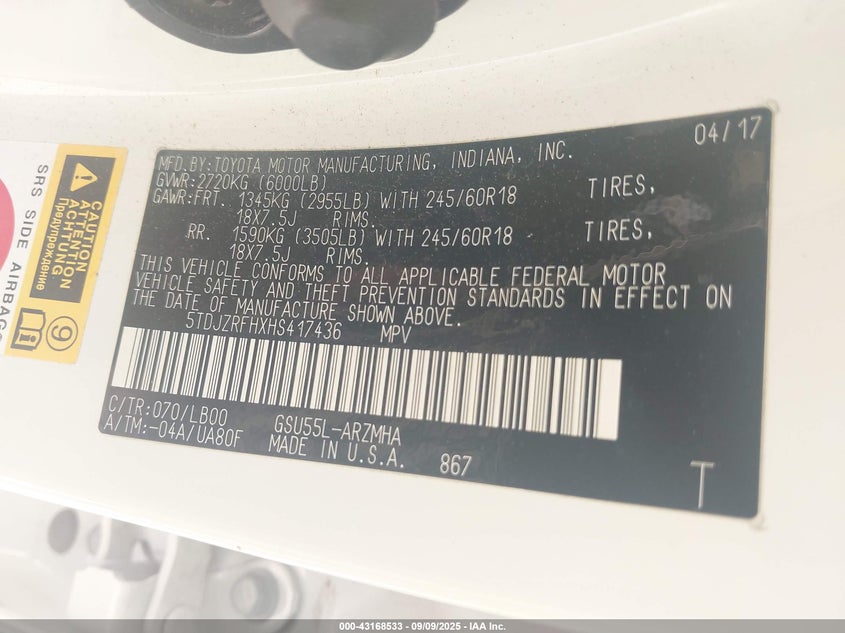 04/17
MFD.BY:TOYOTA MOTOR MANUFACTURING, INDIANA, INC.
GVWR:2720KG (6000LB)
GAWR:FRT. 1345KG (2955LB) WITH 245/60R18 TIRES,
18X7.5J RIMS.
RR. 1590KG (3505LB) WITH 245/60R18 TIRES,
18X7.5J RIMS.
THIS VEHICLE CONFORMS TO ALL APPLICABLE FEDERAL MOTOR
VEHICLE SAFETY AND THEFT PREVENTION STANDARDS IN EFFECT ON
THE DATE OF MANUFACTURE SHOWN ABOVE.
5TDJZRFHXHS417436 MPV
C/TR:070/LB00 GSU55L-ARZMHA
A/TM:-04A/UA80F MADE IN U.S.A. 867
T
SRS SIDE AIRBAGS
CAUTION
ATTENTION
ACHTUNG
Предупреждение
9
000-43168533 - 09/09/2025 - IAA Inc.